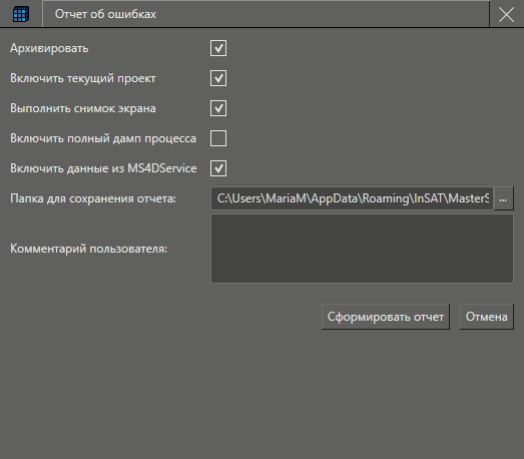 Отчет об ошибках
Архивировать
Включить текущий проект
Выполнить снимок экрана
Включить полный дамп процесса
Включить данные из MS4DService
Папка для сохранения отчета: C:\Users\MariaM\AppData\Roaming\InSAT\MasterS ...
Комментарий пользователя:
Сформировать отчет Отмена